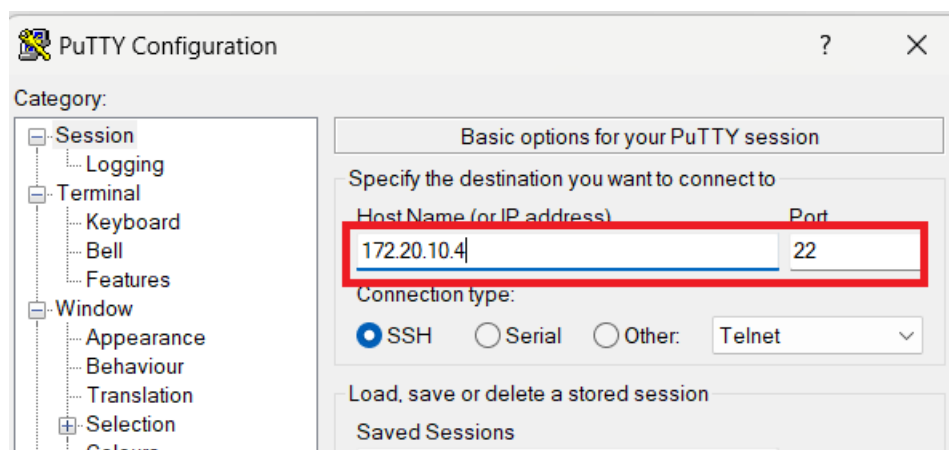 PuTTY Configuration ? ×
Category:
Session
Logging
Terminal
Keyboard
Bell
Features
Window
Appearance
Behaviour
Translation
Selection
Colours
Basic options for your PuTTY session
Specify the destination you want to connect to
Host Name (or IP address) Port
172.20.10.4 22
Connection type:
SSH Serial Other: Telnet
Load, save or delete a stored session
Saved Sessions